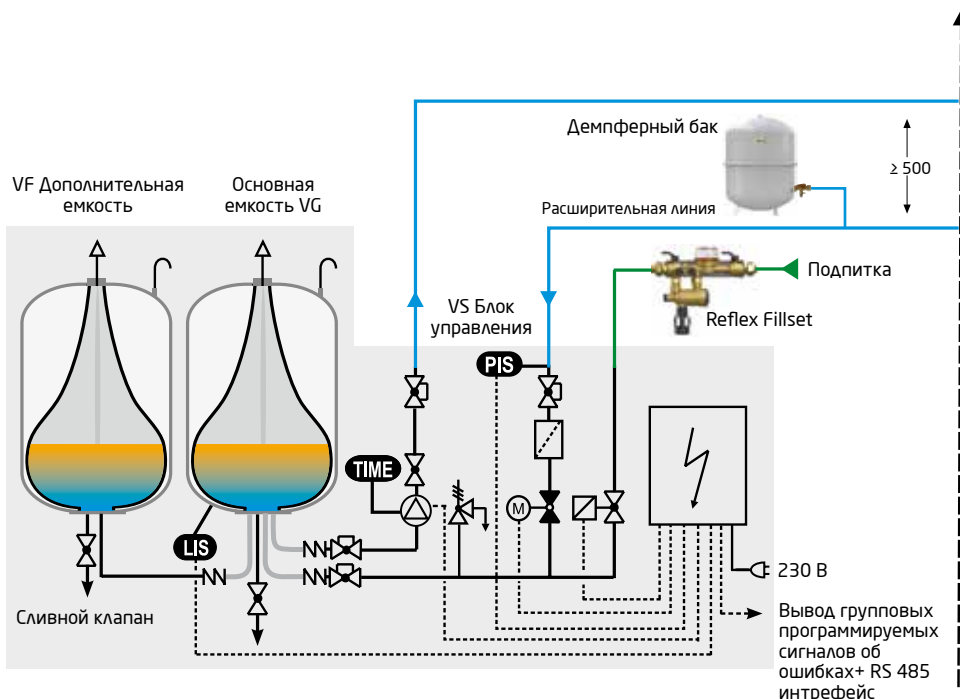 Демпферный бак
≥ 500
VF Дополнительная
емкость
Основная
емкость VG
Расширительная линия
Подпитка
VS Блок
управления
Reflex Fillset
PIS
TIME
M
LIS
230 В
Сливной клапан
Вывод групповых
программируемых
сигналов об
ошибках+ RS 485
интрефейс